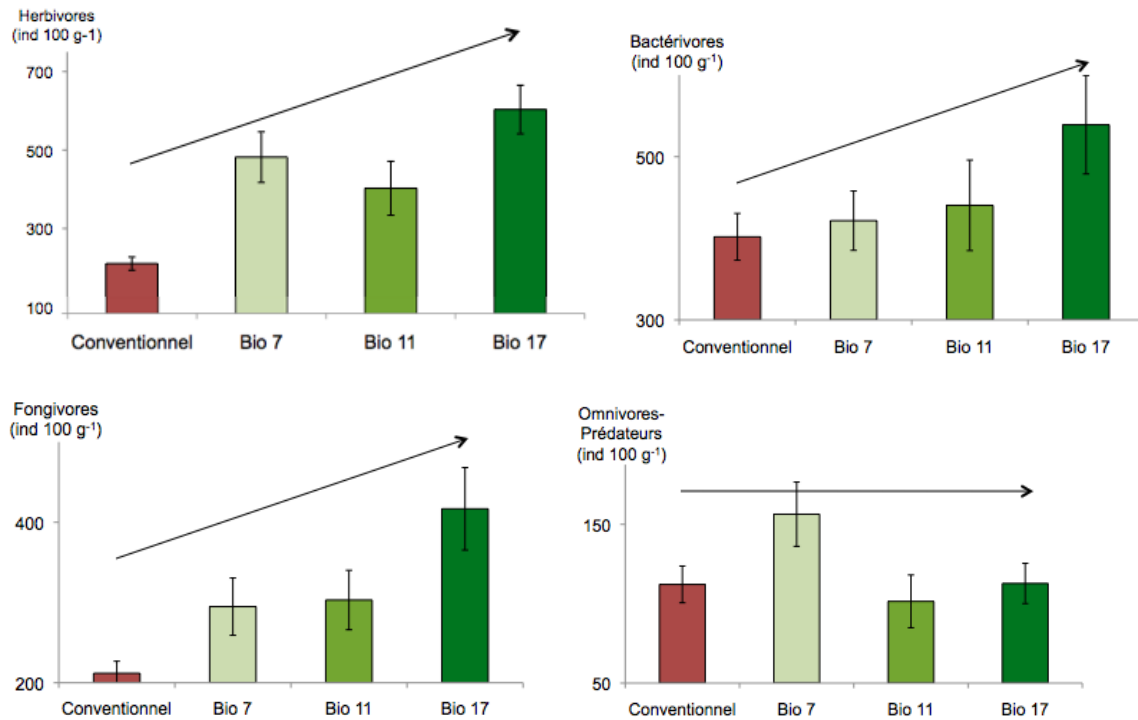 Herbivores
(ind 100 g-1)
700
500
300
100
Conventionnel Bio 7 Bio 11 Bio 17
Bactérivores
(ind 100 g⁻¹)
500
300
Conventionnel Bio 7 Bio 11 Bio 17
Fongivores
(ind 100 g⁻¹)
400
200
Conventionnel Bio 7 Bio 11 Bio 17
Omnivores-
Prédateurs
(ind 100 g⁻¹)
150
50
Conventionnel Bio 7 Bio 11 Bio 17